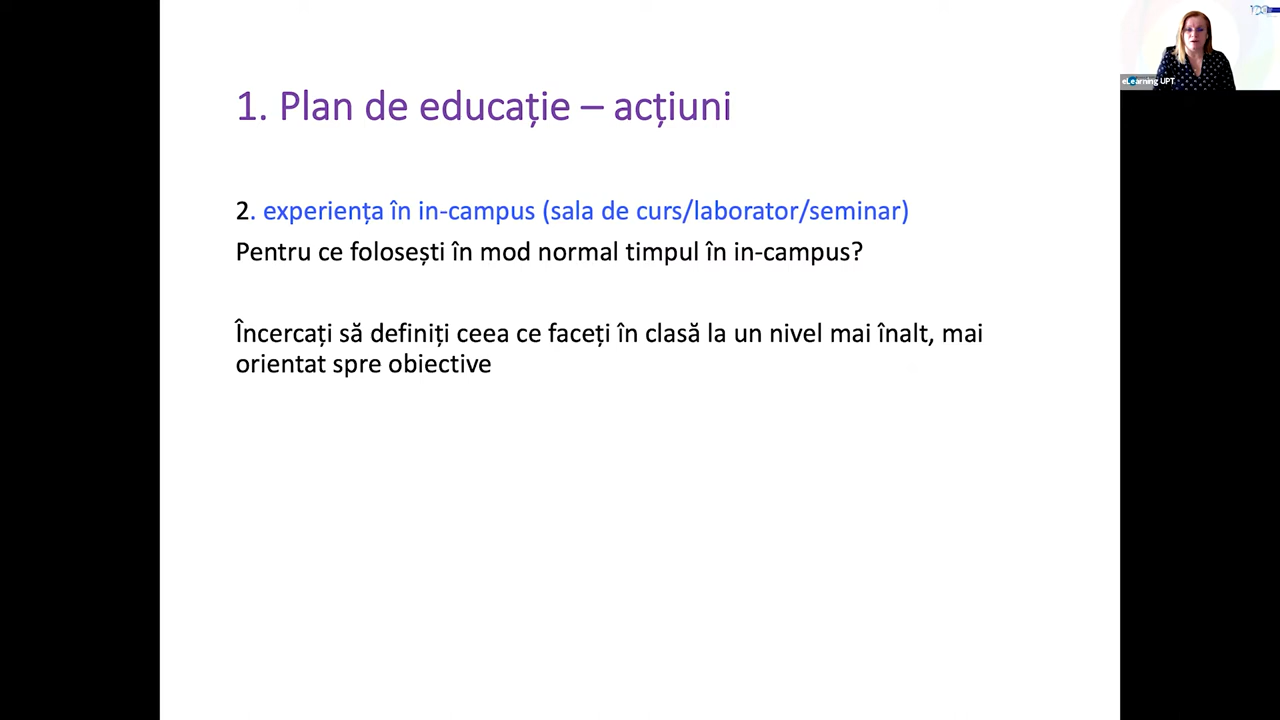 1. Plan de educație – acțiuni
2. experiența în in-campus (sala de curs/laborator/seminar)
Pentru ce folosești în mod normal timpul în in-campus?
Încercați să definiți ceea ce faceți în clasă la un nivel mai înalt, mai
orientat spre obiective
eLearning UPT